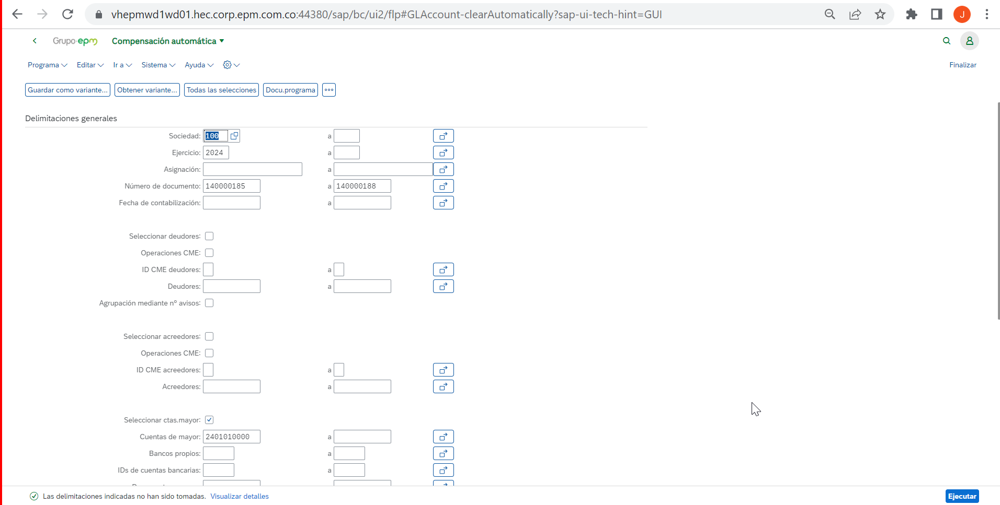 vhepmwd1wd01.hec.corp.epm.com.co:44380/sap/bc/ui2/flp#GLAccount-clearAutomatically?sap-ui-tech-hint=GUI
J
Grupo·epm Compensación automática
Programa Editar Ir a Sistema Ayuda Finalizar
Guardar como variante... Obtener variante... Todas las selecciones Docu.programa
Delimitaciones generales
Sociedad: 100 a
Ejercicio: 2024 a
Asignación: a
Número de documento: 140000185 a 140000188
Fecha de contabilización: a
Seleccionar deudores:
Operaciones CME:
ID CME deudores: a
Deudores: a
Agrupación mediante nº avisos:
Seleccionar acreedores:
Operaciones CME:
ID CME acreedores: a
Acreedores: a
Seleccionar ctas.mayor:
Cuentas de mayor: 2401010000 a
Bancos propios: a
IDs de cuentas bancarias: a
Las delimitaciones indicadas no han sido tomadas. Visualizar detalles Ejecutar